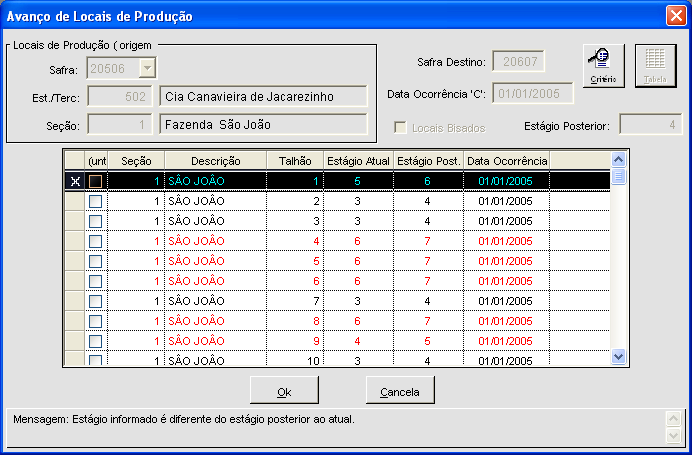 Avanço de Locais de Produção
Locais de Produção ( origem
Safra: 20506
Est./Terc: 502 Cia Canavieira de Jacarezinho
Seção: 1 Fazenda São João
Safra Destino: 20607
Data Ocorrência 'C': 01/01/2005
Locais Bisados
Estágio Posterior: 4
Critério
Tabela
(unt Seção Descrição Talhão Estágio Atual Estágio Post. Data Ocorrência
1 SÃO JOÃO 1 5 6 01/01/2005
1 SÃO JOÃO 2 3 4 01/01/2005
1 SÃO JOÃO 3 3 4 01/01/2005
1 SÃO JOÃO 4 6 7 01/01/2005
1 SÃO JOÃO 5 6 7 01/01/2005
1 SÃO JOÃO 6 6 7 01/01/2005
1 SÃO JOÃO 7 3 4 01/01/2005
1 SÃO JOÃO 8 6 7 01/01/2005
1 SÃO JOÃO 9 4 5 01/01/2005
1 SÃO JOÃO 10 3 4 01/01/2005
Ok Cancela
Mensagem: Estágio informado é diferente do estágio posterior ao atual.